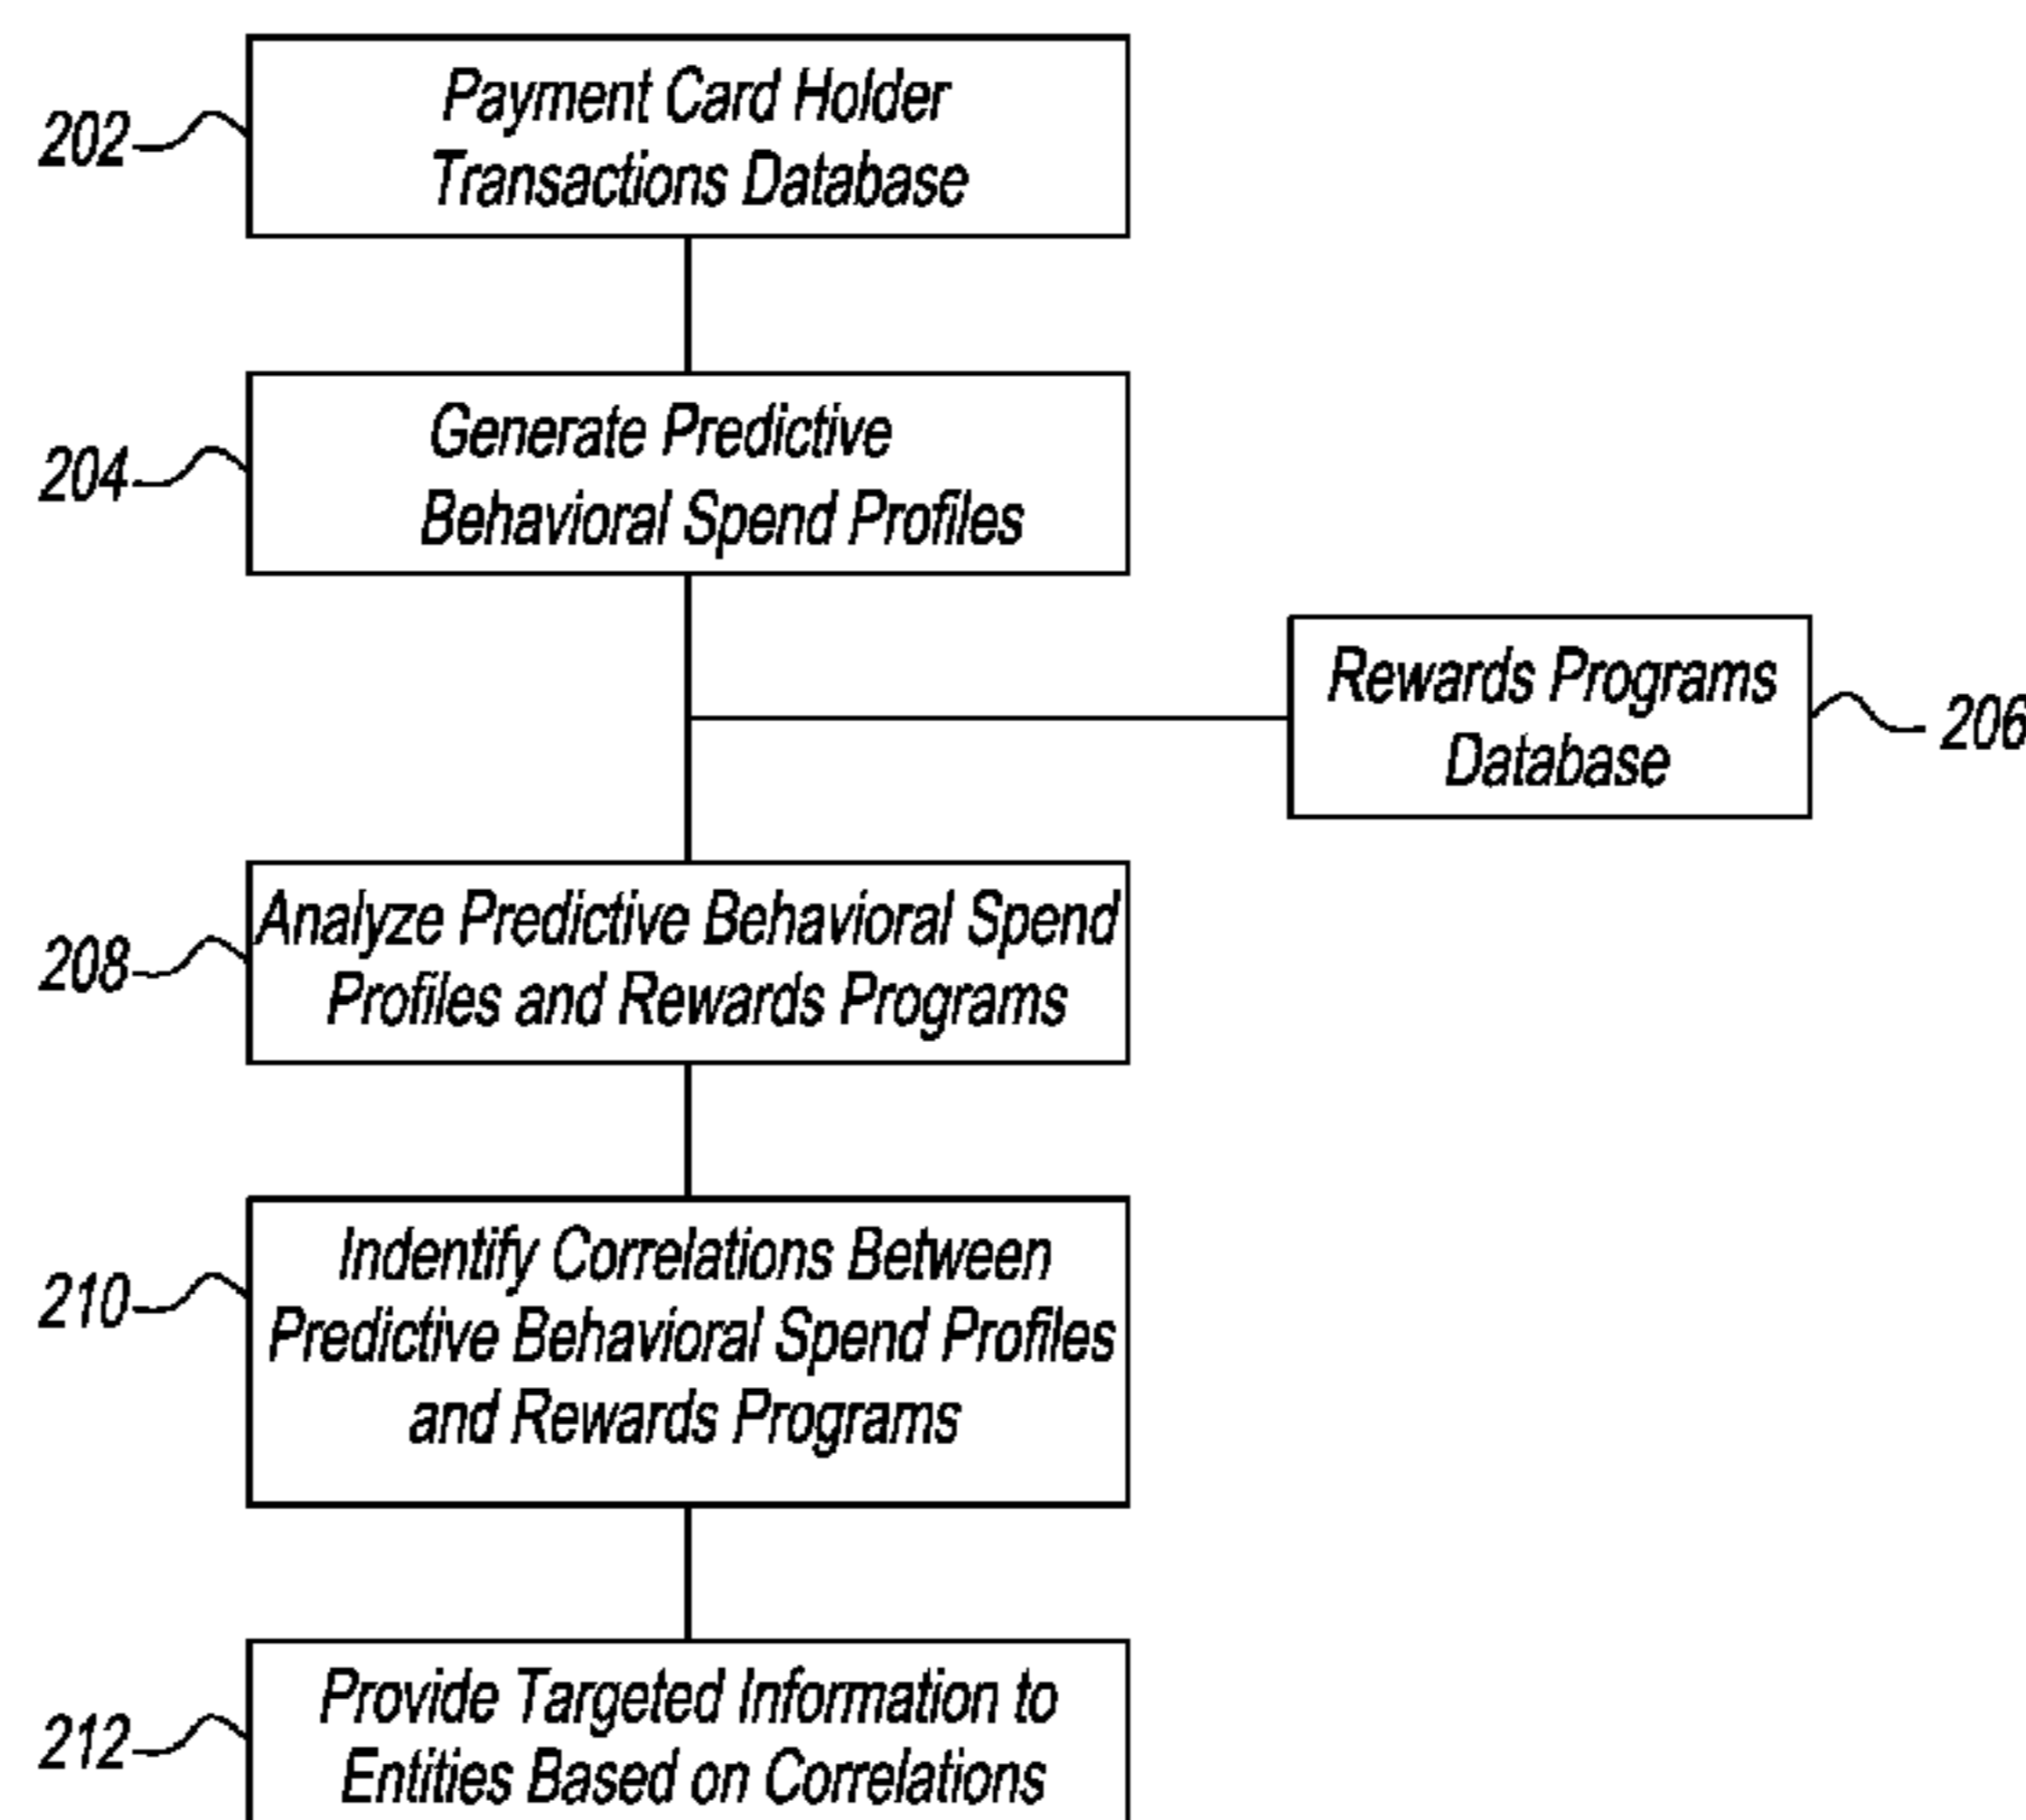 Payment Card Holder
202
Transactions Database
Generate Predictive
204
Behavioral Spend Profiles
Rewards Programs
206
Database
Analyze Predictive Behavioral Spend
208
Profiles and Rewards Programs
Indentify Correlations Between
210
Predictive Behavioral Spend Profiles
and Rewards Programs
Provide Targeted Information to
212
Entities Based on Correlations